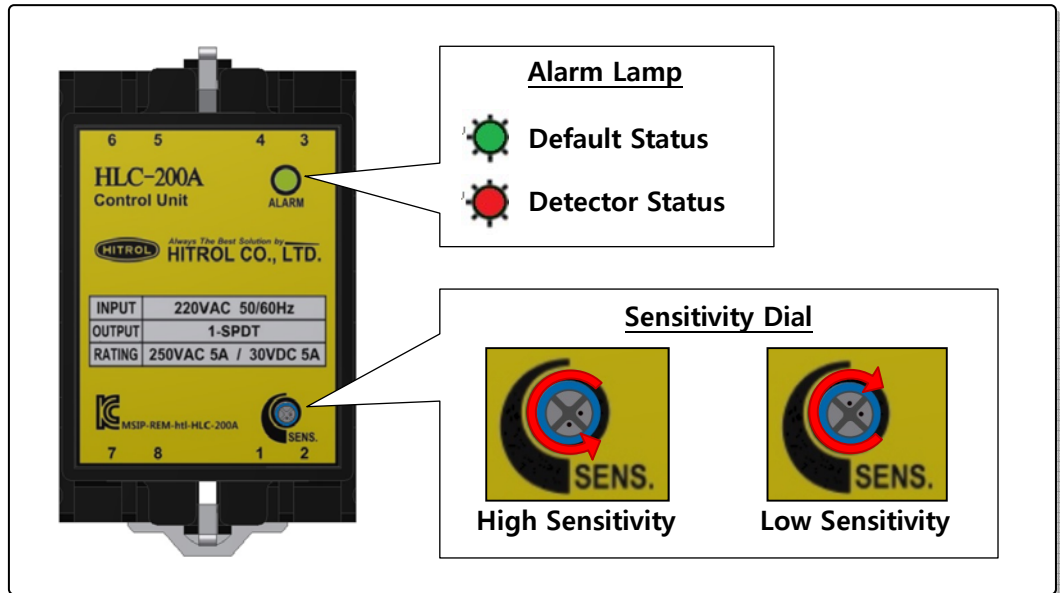 6 5 4 3
HLC-200A
Control Unit
ALARM
HITROL
Always The Best Solution by
HITROL CO., LTD.
INPUT 220VAC 50/60Hz
OUTPUT 1-SPDT
RATING 250VAC 5A / 30VDC 5A
MSIP-REM-htl-HLC-200A
SENS.
7 8 1 2
Alarm Lamp
Default Status
Detector Status
Sensitivity Dial
SENS.
High Sensitivity
SENS.
Low Sensitivity